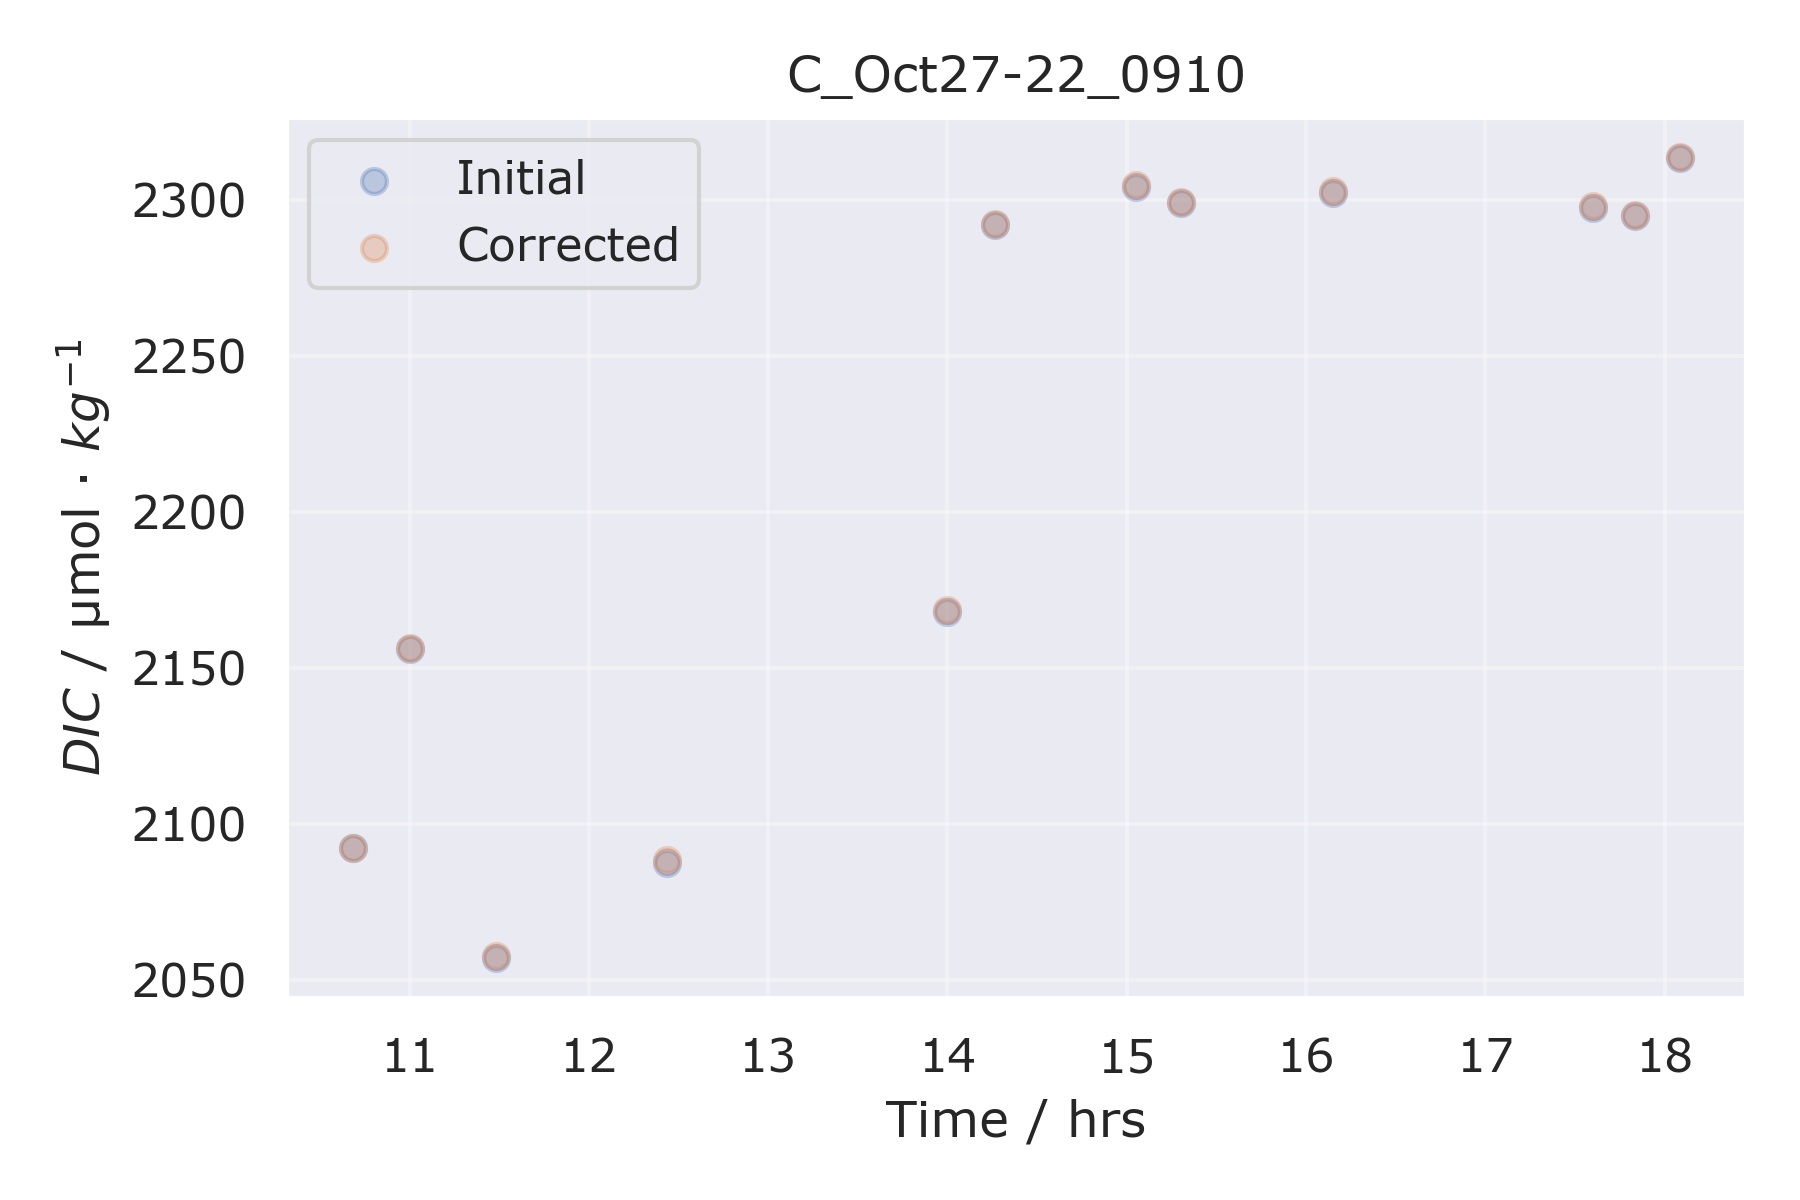 C_Oct27-22_0910
Initial
Corrected
2300
2250
2200
2150
2100
2050
DIC / µmol · kg⁻¹
11 12 13 14 15 16 17 18
Time / hrs